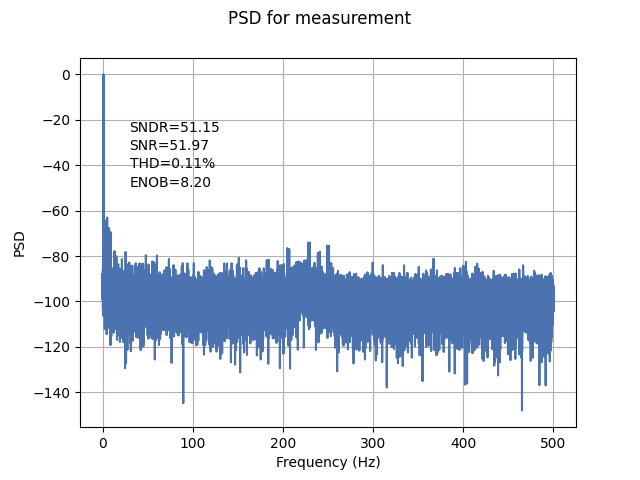 PSD for measurement
0
−20
−40
−60
−80
−100
−120
−140
PSD
SNDR=51.15
SNR=51.97
THD=0.11%
ENOB=8.20
0 100 200 300 400 500
Frequency (Hz)